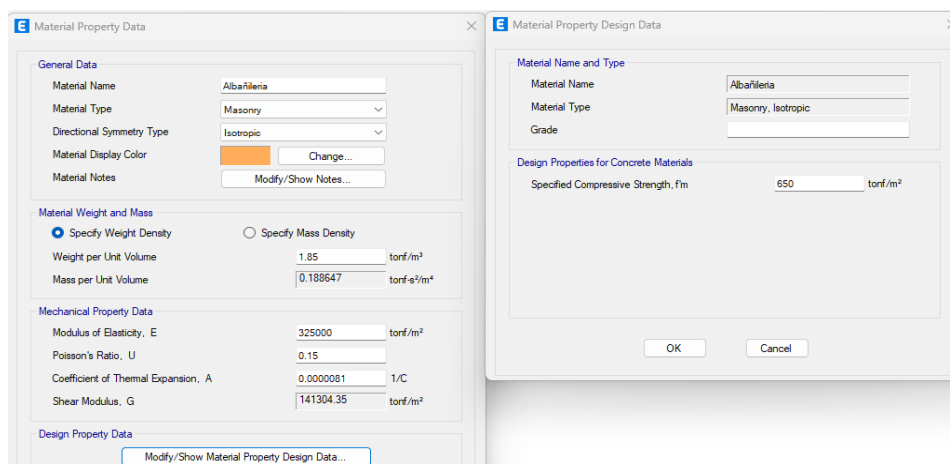 E Material Property Data
General Data
Material Name Albañileria
Material Type Masonry
Directional Symmetry Type Isotropic
Material Display Color Change...
Material Notes Modify/Show Notes...
Material Weight and Mass
Specify Weight Density Specify Mass Density
Weight per Unit Volume 1.85 tonf/m³
Mass per Unit Volume 0.188647 tonf-s²/m⁴
Mechanical Property Data
Modulus of Elasticity, E 325000 tonf/m²
Poisson's Ratio, U 0.15
Coefficient of Thermal Expansion, A 0.0000081 1/C
Shear Modulus, G 141304.35 tonf/m²
Design Property Data
Modify/Show Material Property Design Data...
E Material Property Design Data
Material Name and Type
Material Name Albañileria
Material Type Masonry, Isotropic
Grade
Design Properties for Concrete Materials
Specified Compressive Strength, f'm 650 tonf/m²
OK Cancel